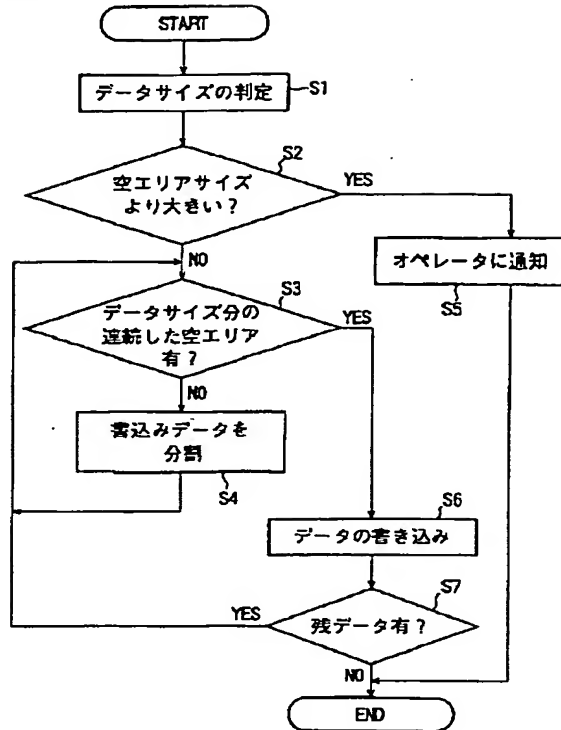 START
データサイズの判定
S1
S2
空エリアサイズ
より大きい？
YES
NO
オペレータに通知
S5
S3
データサイズ分の
連続した空エリア
有？
YES
NO
書込みデータを
分割
S4
S6
データの書き込み
S7
残データ有？
YES
NO
END